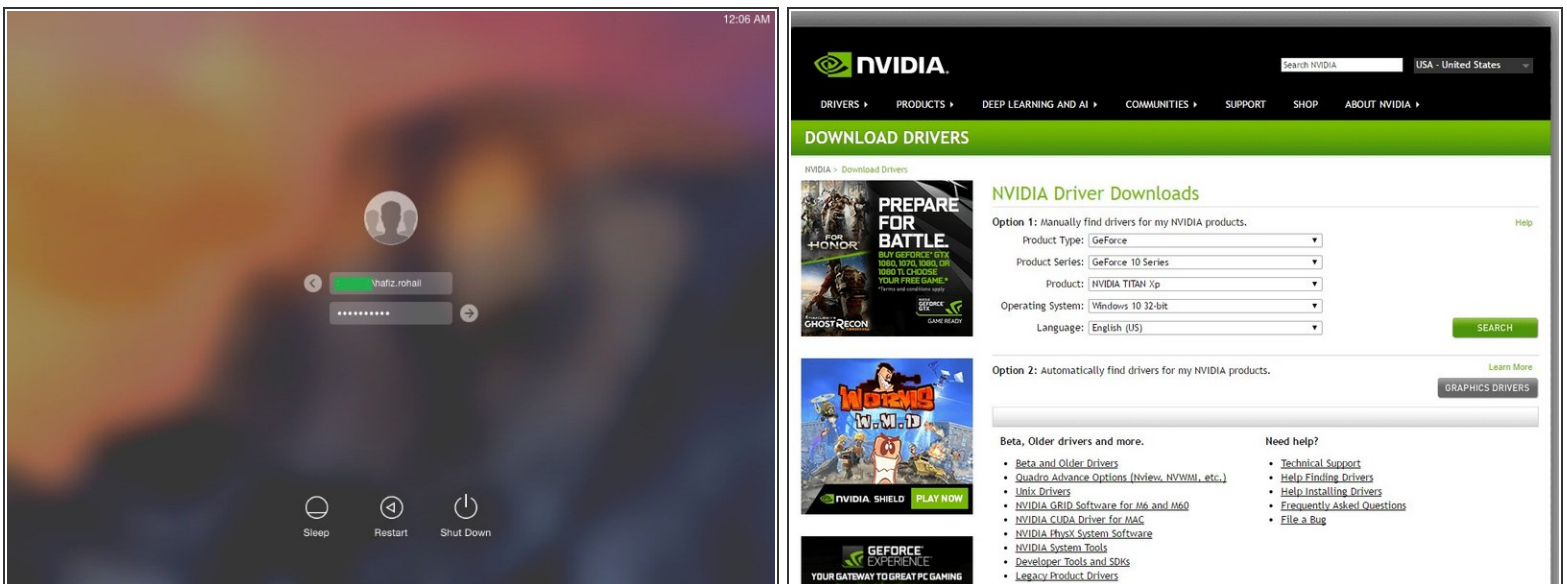 12:06 AM
\hafiz.rohail
••••••••••
Sleep
Restart
Shut Down
NVIDIA.
Search NVIDIA
USA - United States
DRIVERS
PRODUCTS
DEEP LEARNING AND AI
COMMUNITIES
SUPPORT
SHOP
ABOUT NVIDIA
DOWNLOAD DRIVERS
NVIDIA > Download Drivers
PREPARE
FOR
BATTLE.
FOR
HONOR
BUY GEFORCE® GTX
1060, 1070, 1080, OR
1080 TI. CHOOSE
YOUR FREE GAME.*
*Terms and conditions apply
GHOST RECON
GEFORCE
GTX
GAME READY
NVIDIA Driver Downloads
Option 1: Manually find drivers for my NVIDIA products.
Help
Product Type: GeForce
Product Series: GeForce 10 Series
Product: NVIDIA TITAN Xp
Operating System: Windows 10 32-bit
Language: English (US)
SEARCH
Option 2: Automatically find drivers for my NVIDIA products.
Learn More
GRAPHICS DRIVERS
WORMS
W.M.D
NVIDIA. SHIELD
PLAY NOW
GEFORCE
EXPERIENCE
YOUR GATEWAY TO GREAT PC GAMING
Beta, Older drivers and more.
Beta and Older Drivers
Quadro Advance Options (Nview, NVWMI, etc.)
Unix Drivers
NVIDIA GRID Software for M6 and M60
NVIDIA CUDA Driver for MAC
NVIDIA PhysX System Software
NVIDIA System Tools
Developer Tools and SDKs
Legacy Product Drivers
Need help?
Technical Support
Help Finding Drivers
Help Installing Drivers
Frequently Asked Questions
File a Bug